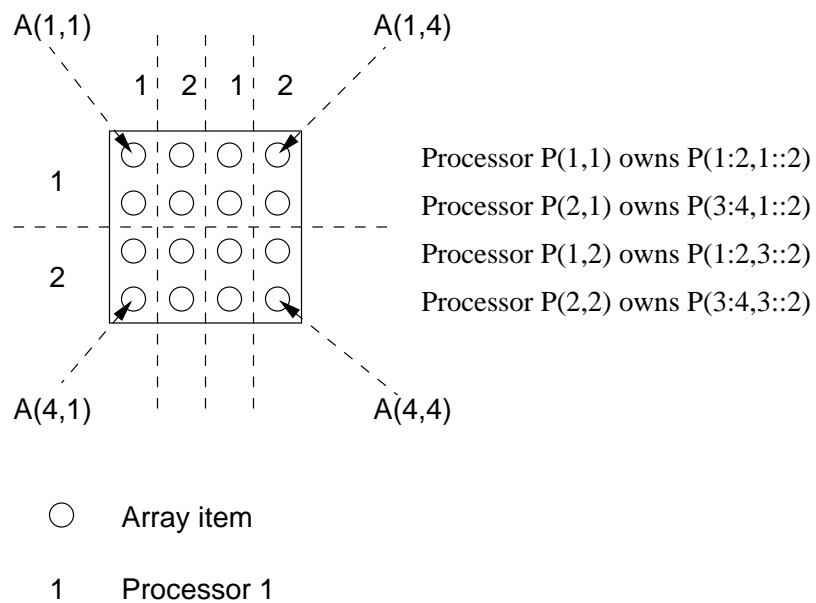 A(1,1) A(1,4)
1 2 1 2
1
2
Processor P(1,1) owns P(1:2,1::2)
Processor P(2,1) owns P(3:4,1::2)
Processor P(1,2) owns P(1:2,3::2)
Processor P(2,2) owns P(3:4,3::2)
A(4,1) A(4,4)
Array item
1 Processor 1